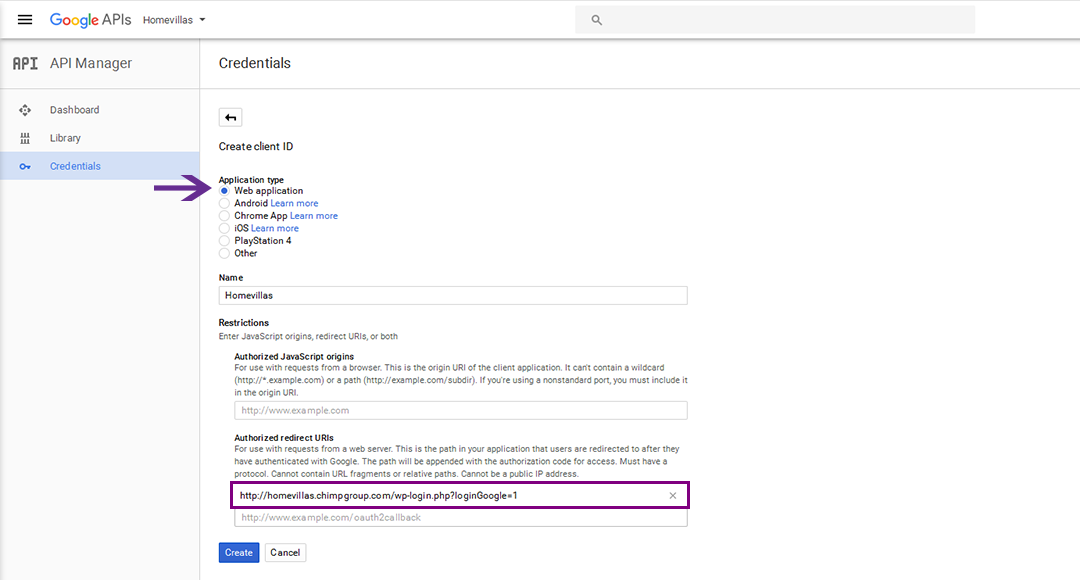 Google APIs Homevillas
API API Manager
Credentials
Dashboard
Library
Credentials
Create client ID
Application type
Web application
Android Learn more
Chrome App Learn more
iOS Learn more
PlayStation 4
Other
Name
Homevillas
Restrictions
Enter JavaScript origins, redirect URIs, or both
Authorized JavaScript origins
For use with requests from a browser. This is the origin URI of the client application. It can't contain a wildcard
(http://*.example.com) or a path (http://example.com/subdir). If you're using a nonstandard port, you must include it
in the origin URI.
http://www.example.com
Authorized redirect URIs
For use with requests from a web server. This is the path in your application that users are redirected to after they
have authenticated with Google. The path will be appended with the authorization code for access. Must have a
protocol. Cannot contain URL fragments or relative paths. Cannot be a public IP address.
http://homevillas.chimpgroup.com/wp-login.php?loginGoogle=1
http://www.example.com/oauth2callback
Create Cancel